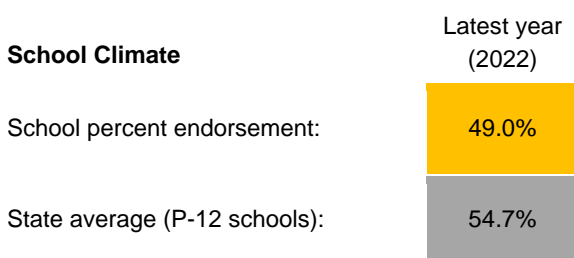 School Climate
Latest year
(2022)
School percent endorsement: 49.0%
State average (P-12 schools): 54.7%